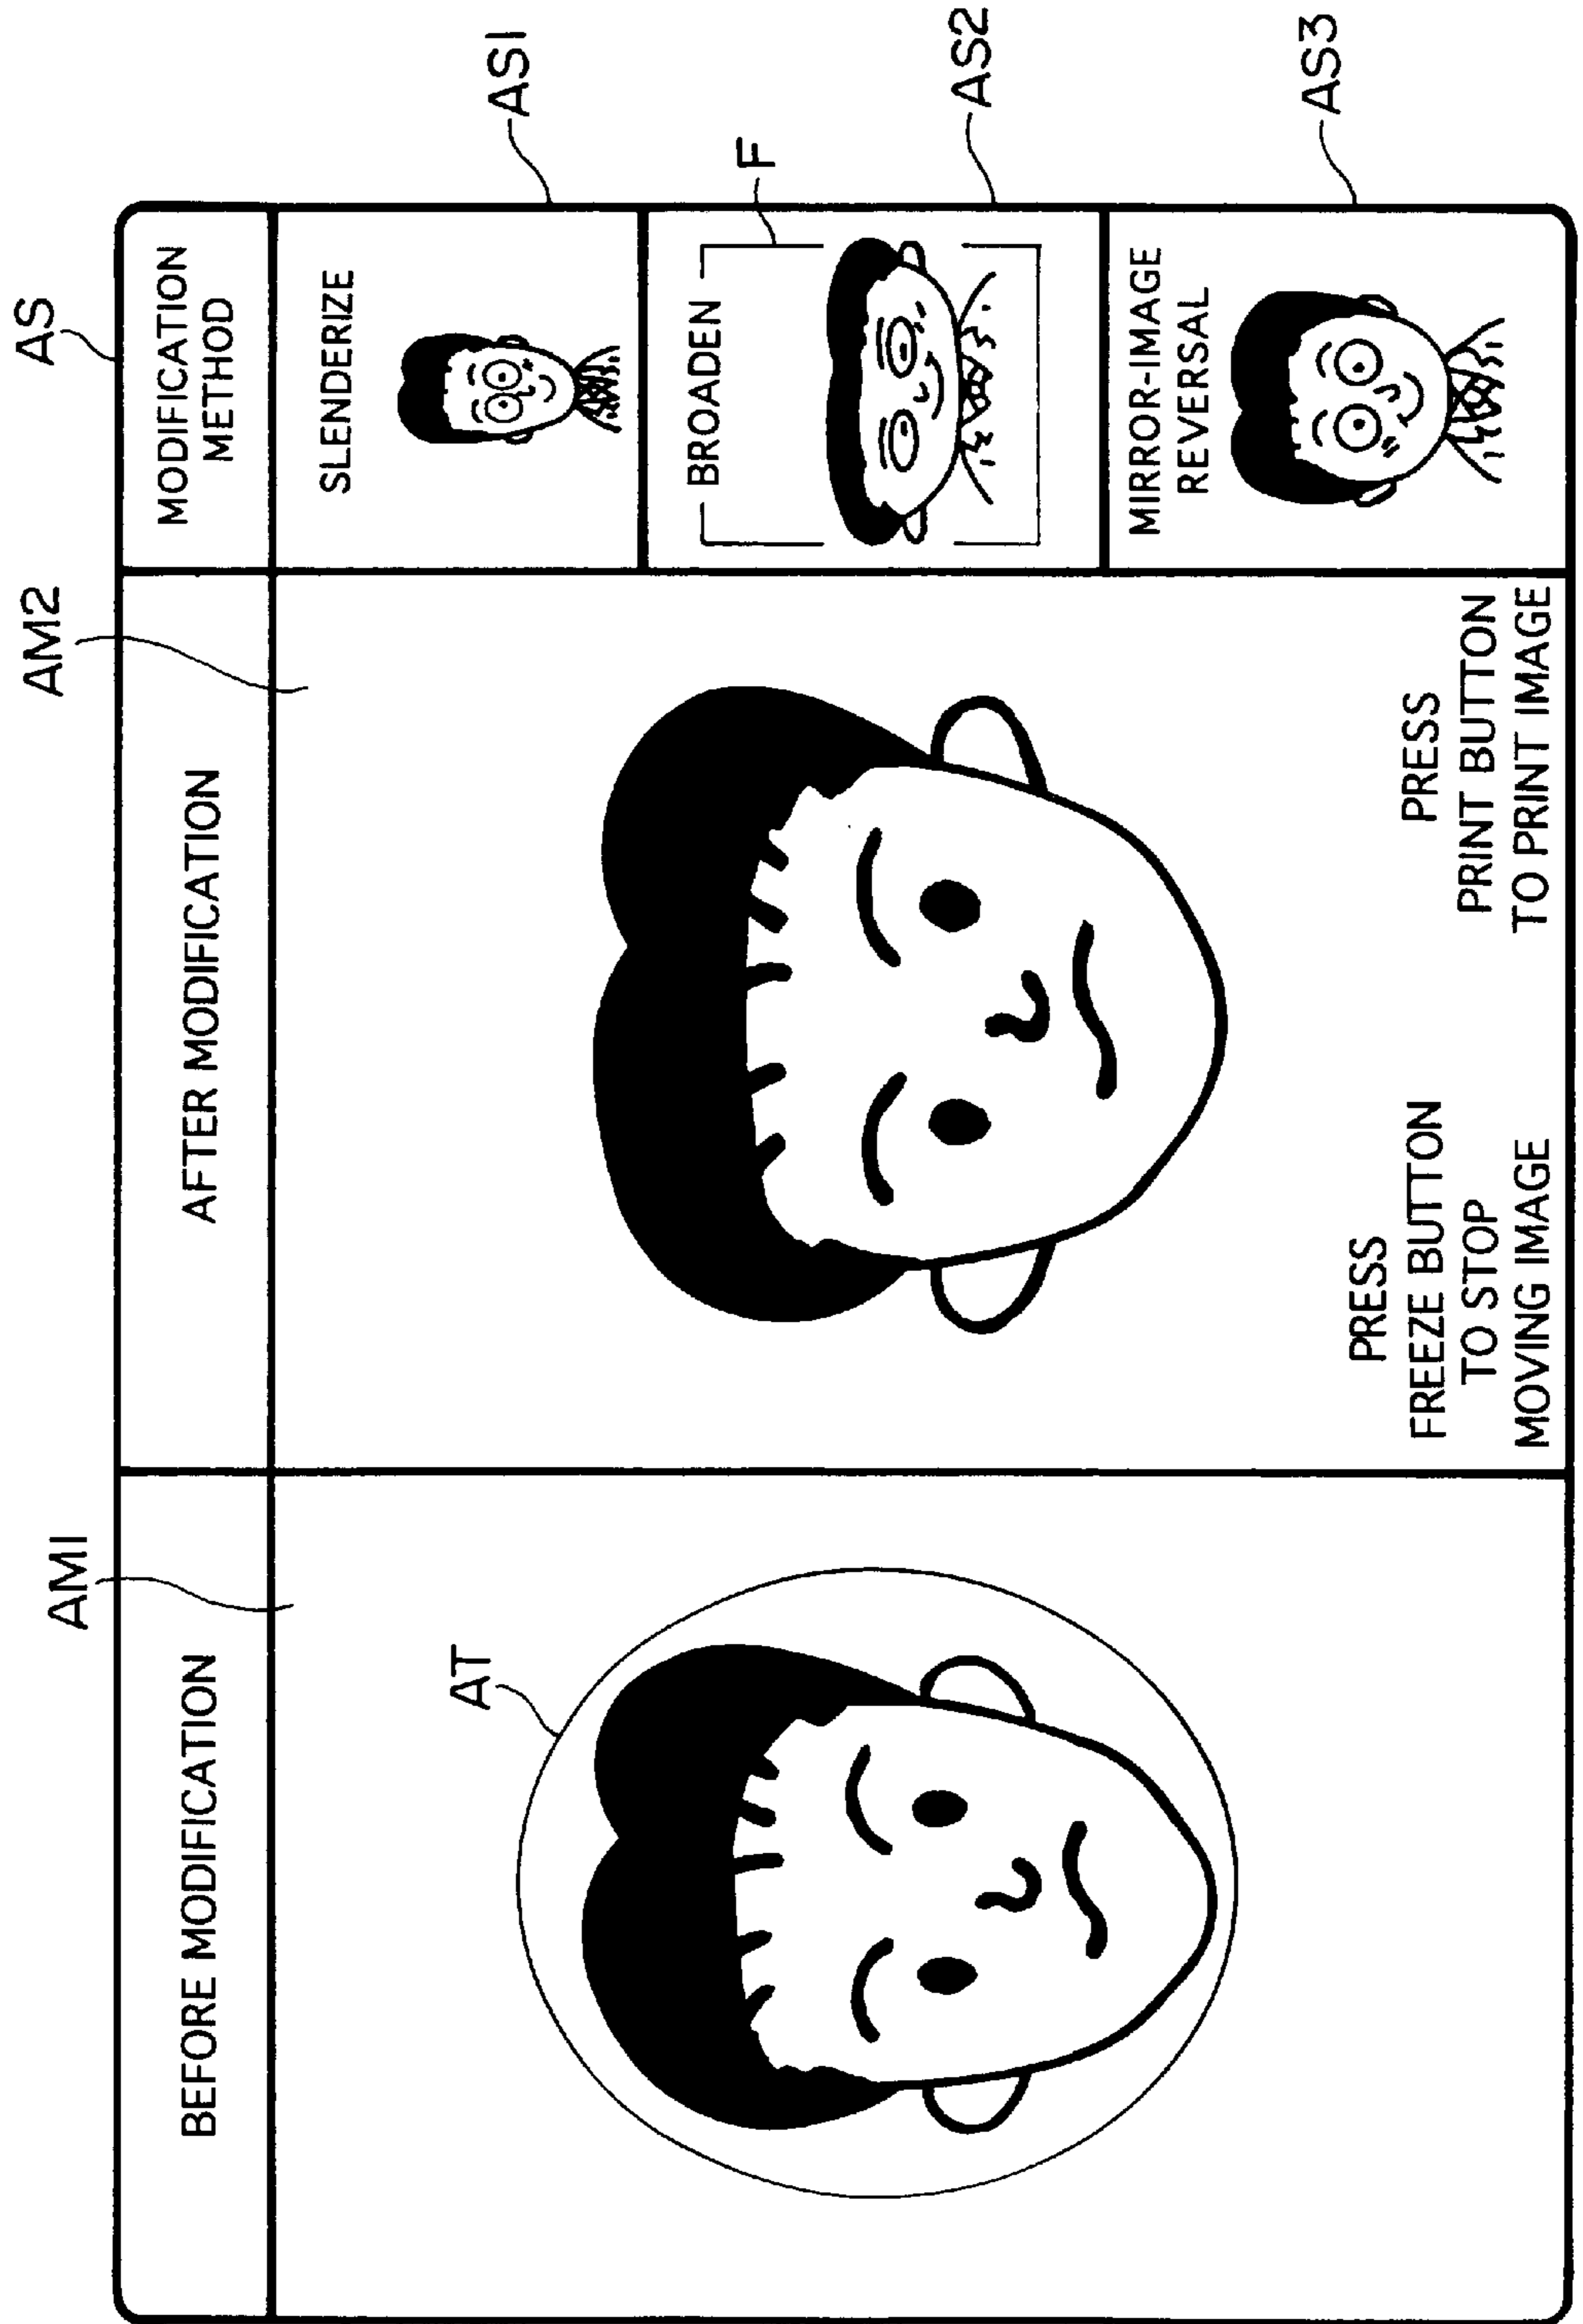 AM1
AM2
AS
BEFORE MODIFICATION
AFTER MODIFICATION
MODIFICATION
METHOD
AT
SLENDERIZE
AS1
F
BROADEN
AS2
MIRROR-IMAGE
REVERSAL
AS3
PRESS
FREEZE BUTTON
TO STOP
MOVING IMAGE
PRESS
PRINT BUTTON
TO PRINT IMAGE